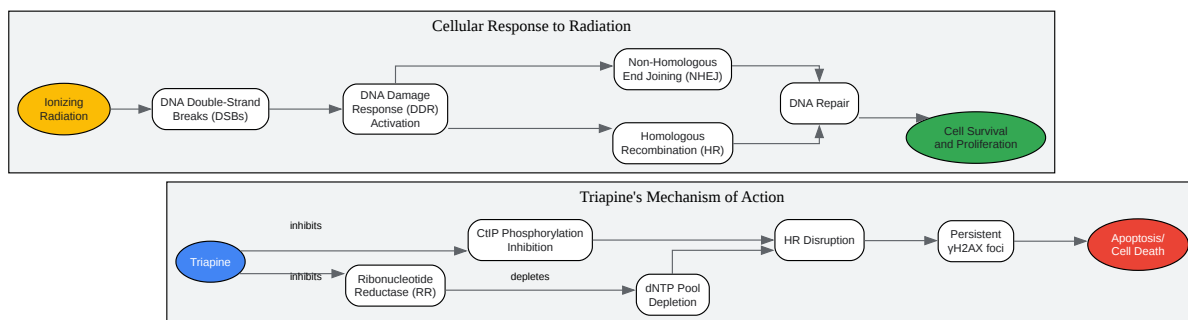 Cellular Response to Radiation
Ionizing
Radiation
DNA Double-Strand
Breaks (DSBs)
DNA Damage
Response (DDR)
Activation
Non-Homologous
End Joining (NHEJ)
Homologous
Recombination (HR)
DNA Repair
Cell Survival
and Proliferation
Triapine's Mechanism of Action
Triapine
inhibits
inhibits
CtIP Phosphorylation
Inhibition
Ribonucleotide
Reductase (RR)
depletes
dNTP Pool
Depletion
HR Disruption
Persistent
γH2AX foci
Apoptosis/
Cell Death